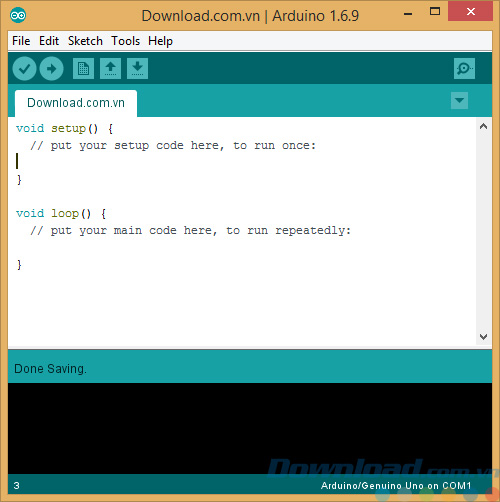 Download.com.vn | Arduino 1.6.9
File Edit Sketch Tools Help
Download.com.vn
void setup() {
  // put your setup code here, to run once:

}

void loop() {
  // put your main code here, to run repeatedly:

}
Done Saving.
Download.com.vn
3 Arduino/Genuino Uno on COM1